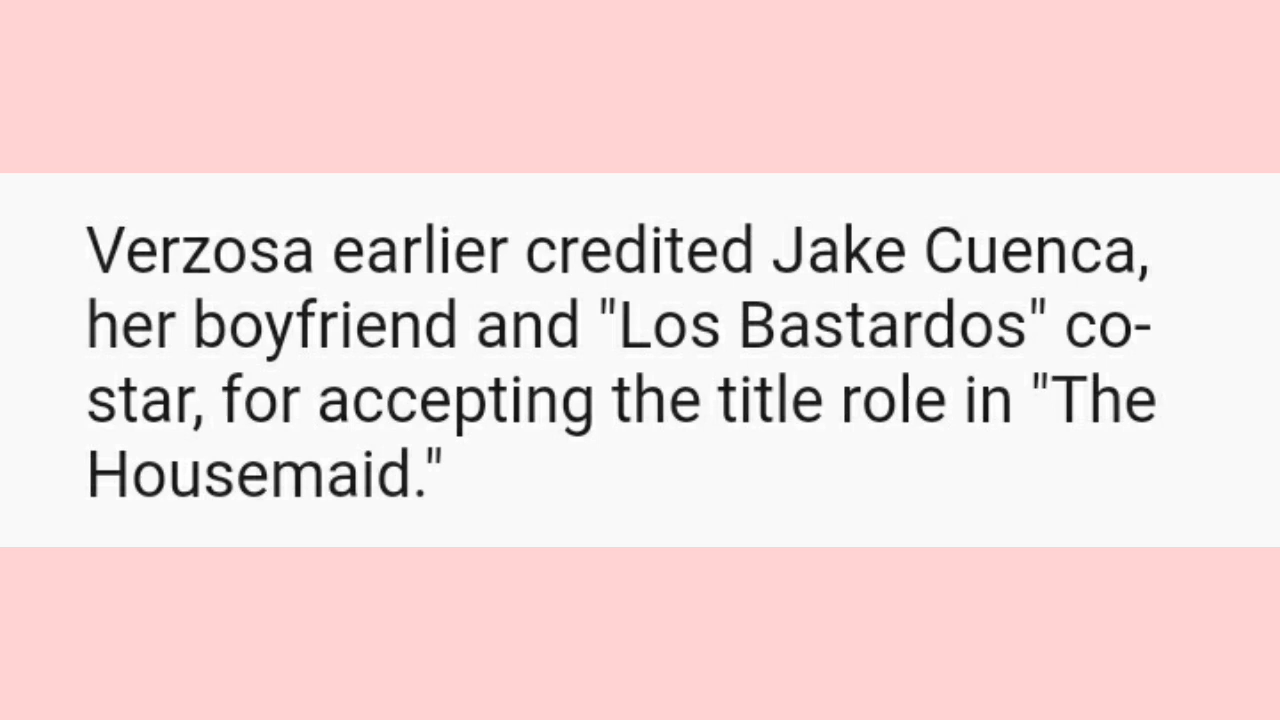 Verzosa earlier credited Jake Cuenca,
her boyfriend and "Los Bastardos" co-
star, for accepting the title role in "The
Housemaid."